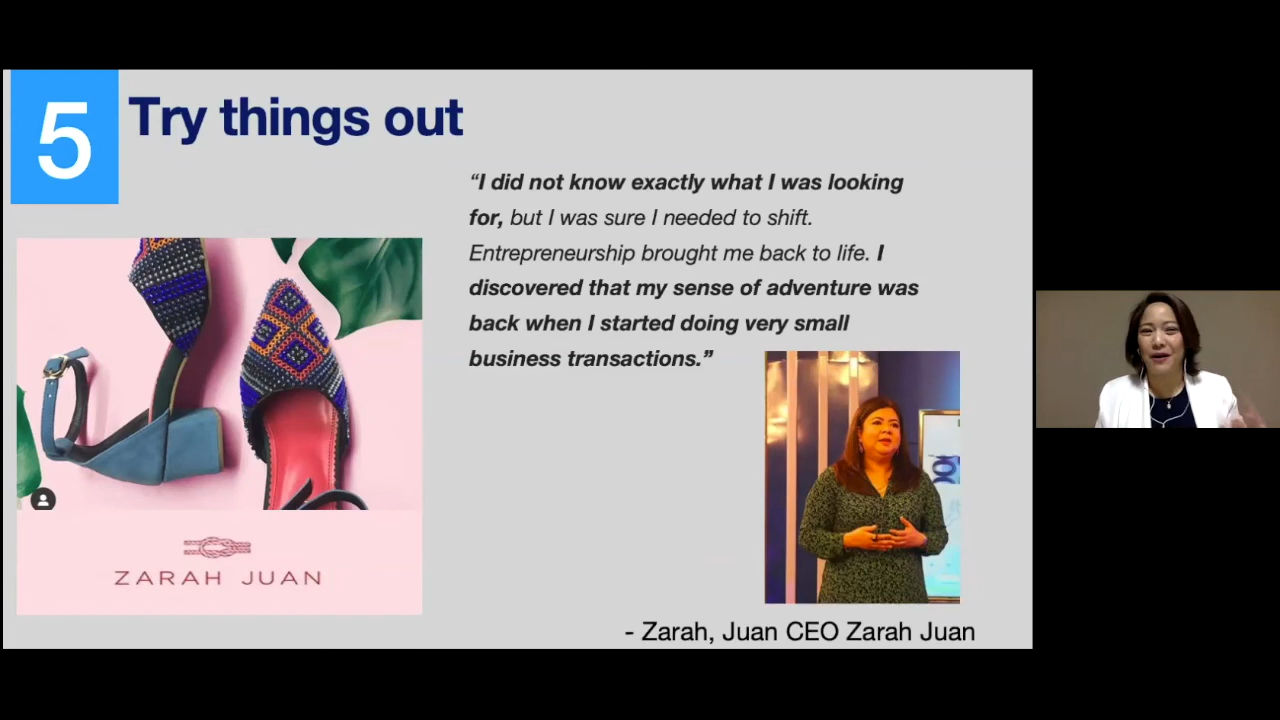 5
Try things out
“I did not know exactly what I was looking
for, but I was sure I needed to shift.
Entrepreneurship brought me back to life. I
discovered that my sense of adventure was
back when I started doing very small
business transactions.”
ZARAH JUAN
- Zarah, Juan CEO Zarah Juan